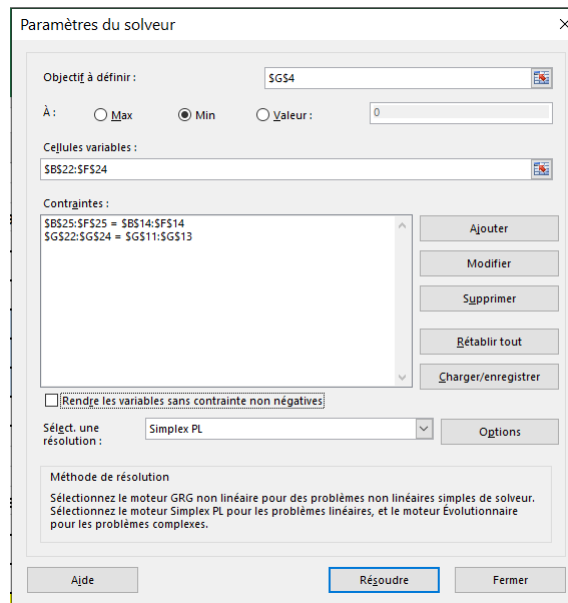 Paramètres du solveur
Objectif à définir :
$G$4
À :
Max
Min
Valeur :
0
Cellules variables :
$B$22:$F$24
Contraintes :
$B$25:$F$25 = $B$14:$F$14
$G$22:$G$24 = $G$11:$G$13
Ajouter
Modifier
Supprimer
Rétablir tout
Charger/enregistrer
Rendre les variables sans contrainte non négatives
Sélect. une
résolution :
Simplex PL
Options
Méthode de résolution
Sélectionnez le moteur GRG non linéaire pour des problèmes non linéaires simples de solveur.
Sélectionnez le moteur Simplex PL pour les problèmes linéaires, et le moteur Évolutionnaire
pour les problèmes complexes.
Aide
Résoudre
Fermer